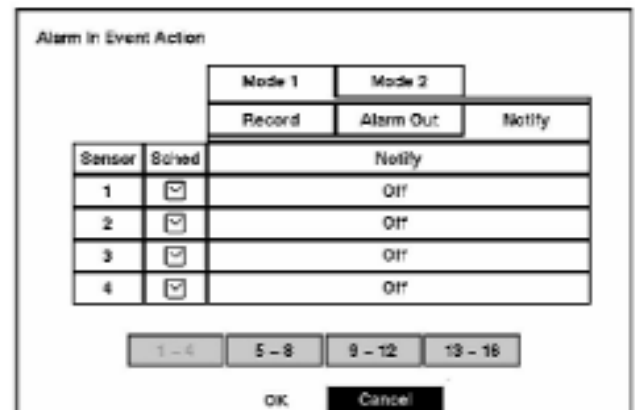 Alarm In Event Action
Mode 1 Mode 2
Record Alarm Out Notify
Sensor Sched Notify
1 Off
2 Off
3 Off
4 Off
1 – 4 5 – 8 9 – 12 13 – 16
OK Cancel